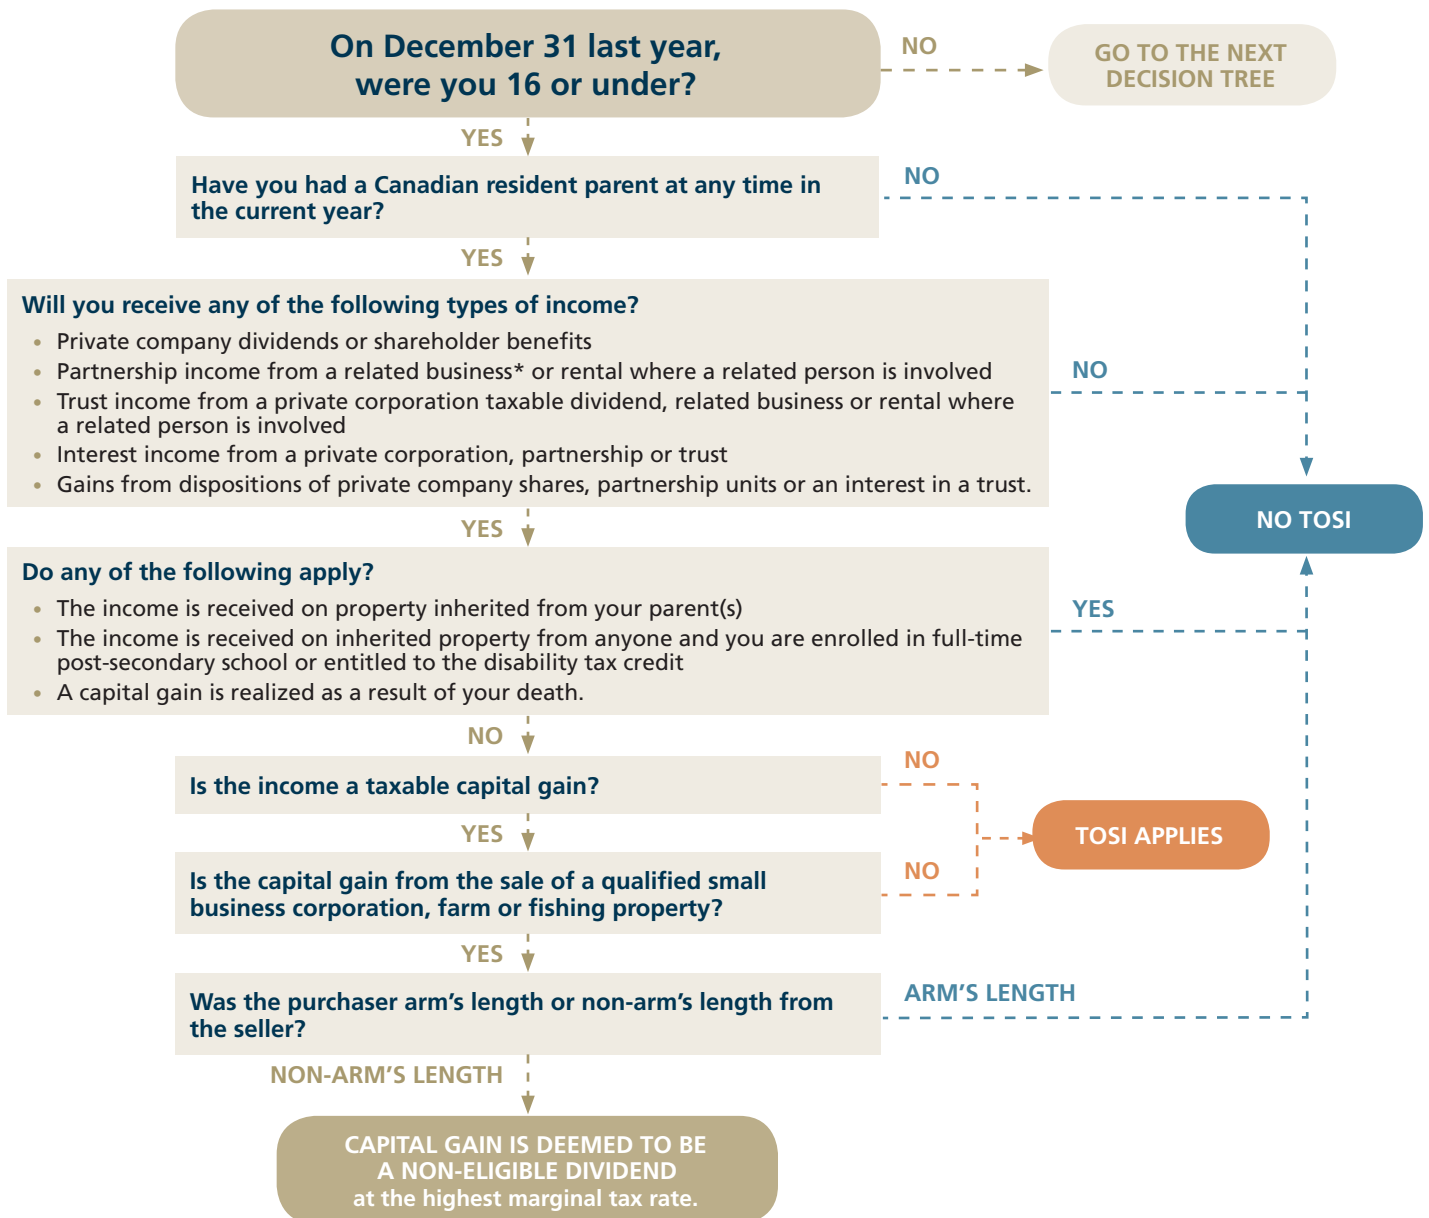 On December 31 last year,
were you 16 or under?
NO
GO TO THE NEXT
DECISION TREE
YES
Have you had a Canadian resident parent at any time in
the current year?
NO
YES
Will you receive any of the following types of income?
• Private company dividends or shareholder benefits
• Partnership income from a related business* or rental where a related person is involved
• Trust income from a private corporation taxable dividend, related business or rental where
a related person is involved
• Interest income from a private corporation, partnership or trust
• Gains from dispositions of private company shares, partnership units or an interest in a trust.
NO
NO TOSI
YES
Do any of the following apply?
• The income is received on property inherited from your parent(s)
• The income is received on inherited property from anyone and you are enrolled in full-time
post-secondary school or entitled to the disability tax credit
• A capital gain is realized as a result of your death.
YES
NO
Is the income a taxable capital gain?
NO
TOSI APPLIES
YES
Is the capital gain from the sale of a qualified small
business corporation, farm or fishing property?
NO
YES
Was the purchaser arm's length or non-arm's length from
the seller?
ARM'S LENGTH
NON-ARM'S LENGTH
CAPITAL GAIN IS DEEMED TO BE
A NON-ELIGIBLE DIVIDEND
at the highest marginal tax rate.